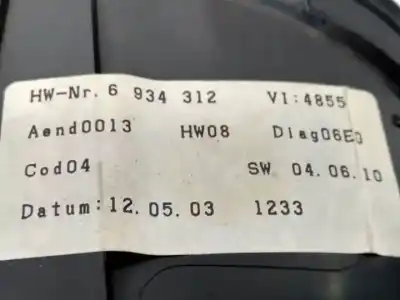 HW-Nr. 6 934 312 VI:4855
Aend0013 HW08 Diag06E0
Cod04 SW 04.06.10
Datum:12.05.03 1233